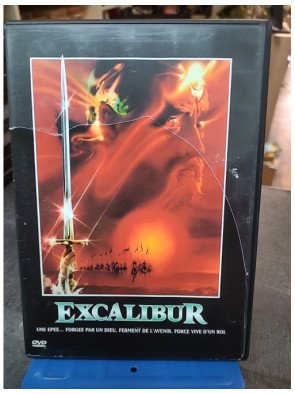 EXCALIBUR
UNE EPEE... FORGEE PAR UN DIEU, FERMENT DE L'AVENIR, FORCE VIVE D'UN ROI.
DVD